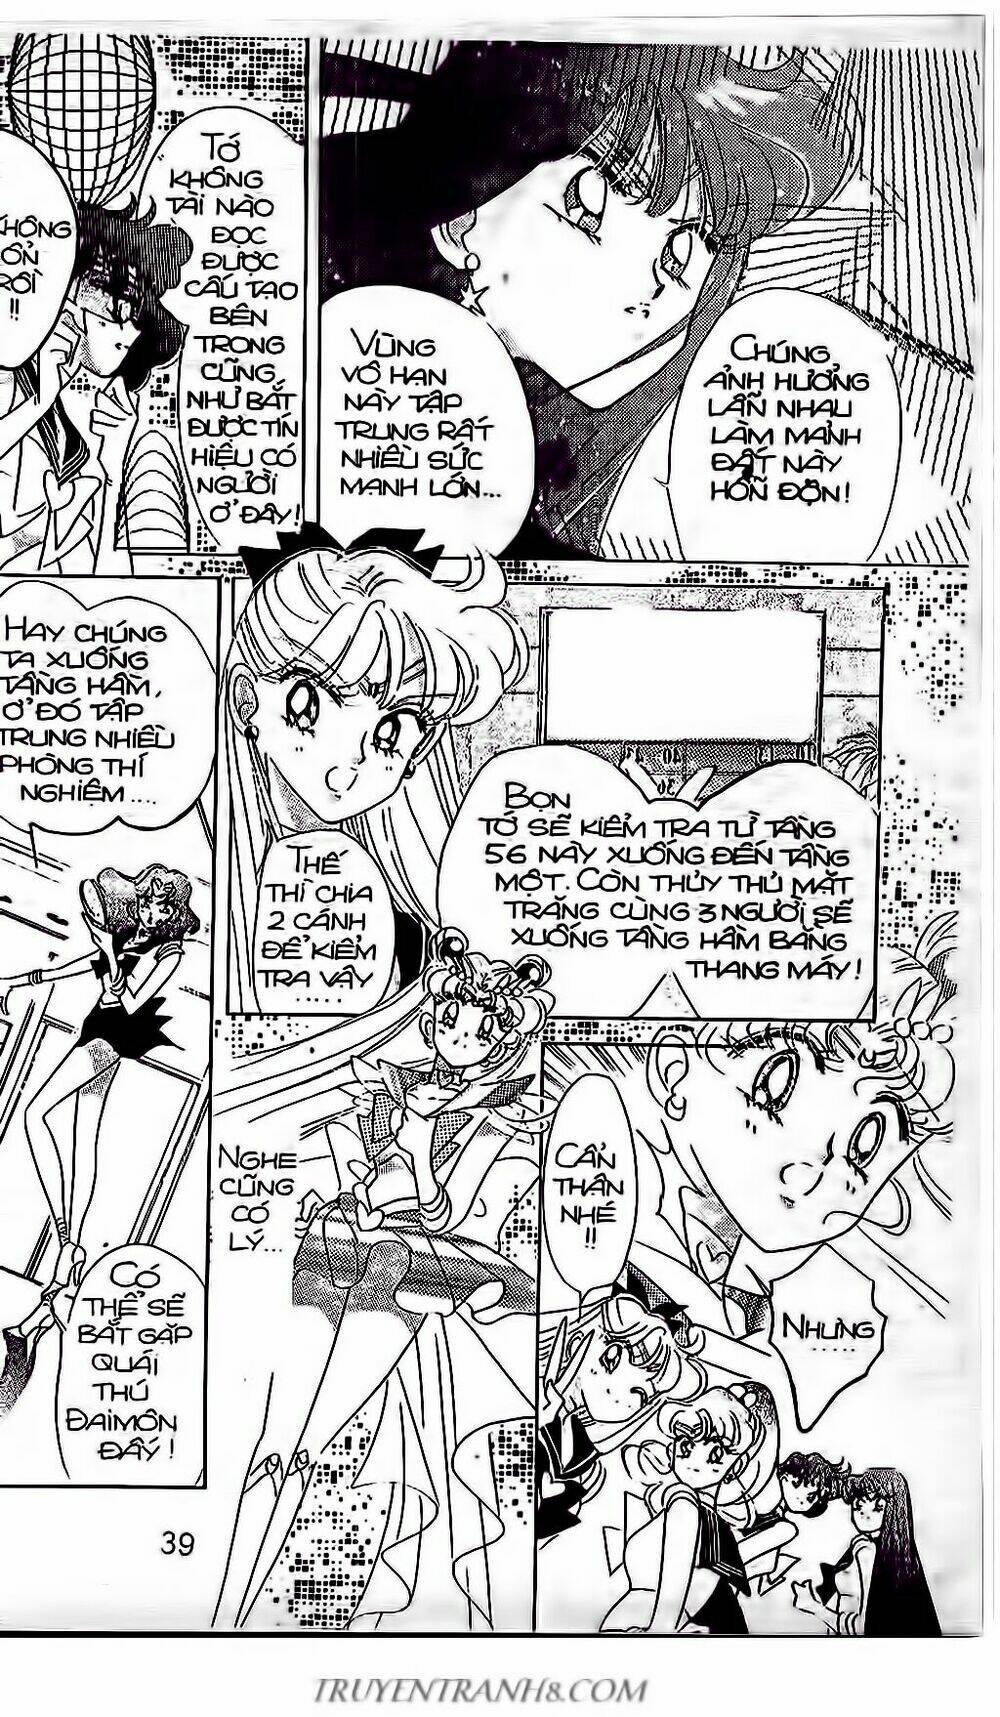 TỚ
KHÔNG
TÀI NÀO
ĐỌC
ĐƯỢC
CẤU TẠO
BÊN
TRONG
CŨNG
NHƯ BẮT
ĐƯỢC TÍN
HIỆU CÓ
NGƯỜI
Ở ĐÂY!
KHÔNG
ỔN
RỒI
!!
VÙNG
VÔ HẠN
NÀY TẬP
TRUNG RẤT
NHIỀU SỨC
MẠNH LỚN...
CHÚNG
ẢNH HƯỞNG
LẪN NHAU
LÀM MẢNH
ĐẤT NÀY
HỖN ĐỘN!
HAY CHÚNG
TA XUỐNG
TẦNG HẦM,
Ở ĐÓ TẬP
TRUNG NHIỀU
PHÒNG THÍ
NGHIỆM ....
THẾ
THÌ CHIA
2 CÁNH
ĐỂ KIỂM
TRA VẬY
.....
BỌN
TỚ SẼ KIỂM TRA TỪ TẦNG
56 NÀY XUỐNG ĐẾN TẦNG
MỘT. CÒN THỦY THỦ MẶT
TRĂNG CÙNG 3 NGƯỜI SẼ
XUỐNG TẦNG HẦM BẰNG
THANG MÁY!
CÓ
THỂ SẼ
BẮT GẶP
QUÁI
THÚ
ĐAIMÔN
ĐẤY!
NGHE
CŨNG
CÓ
LÝ...
CẨN
THẬN
NHÉ
!!
NHƯNG
.....
39
TRUYENTRANH8.COM